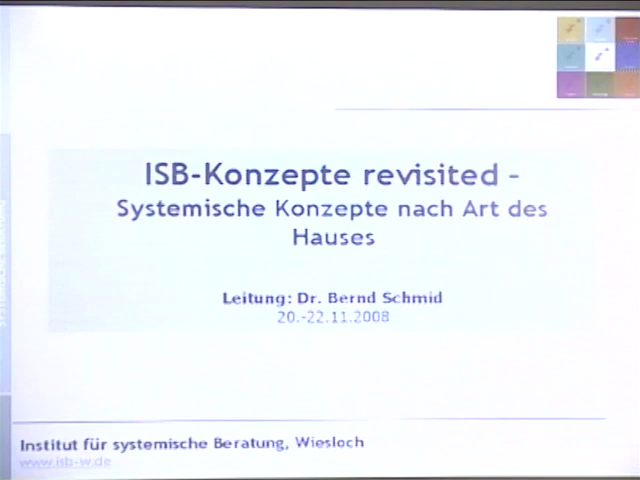 ISB-Konzepte revisited –
Systemische Konzepte nach Art des
Hauses
Leitung: Dr. Bernd Schmid
20.-22.11.2008
Institut für systemische Beratung, Wiesloch
www.isb-w.de